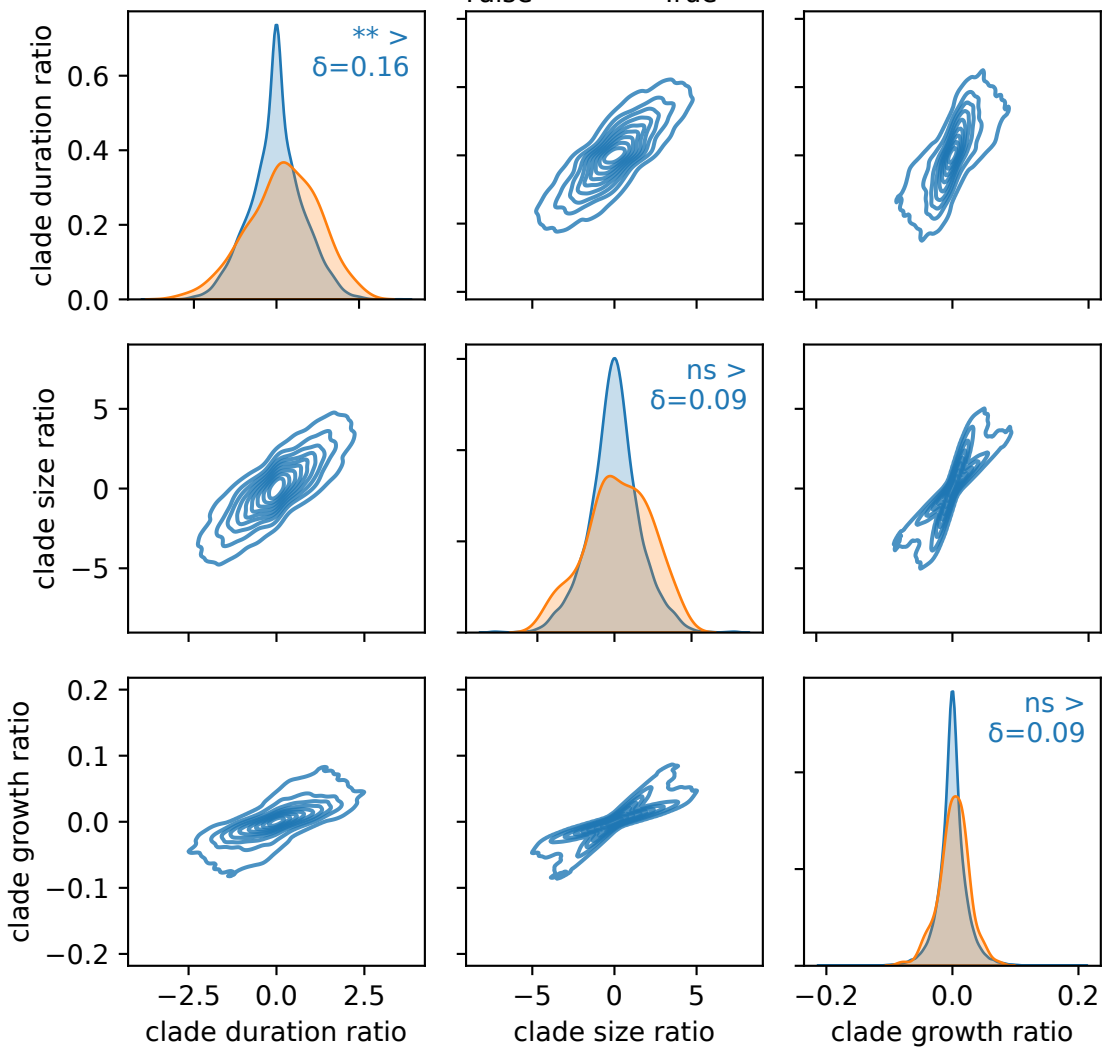 True
clade duration ratio
0.6
0.4
0.2
0.0
** >
δ=0.16
clade size ratio
5
0
−5
ns >
δ=0.09
clade growth ratio
0.2
0.1
0.0
−0.1
−0.2
ns >
δ=0.09
−2.5
0.0
2.5
−5
0
5
−0.2
0.0
0.2
clade duration ratio
clade size ratio
clade growth ratio